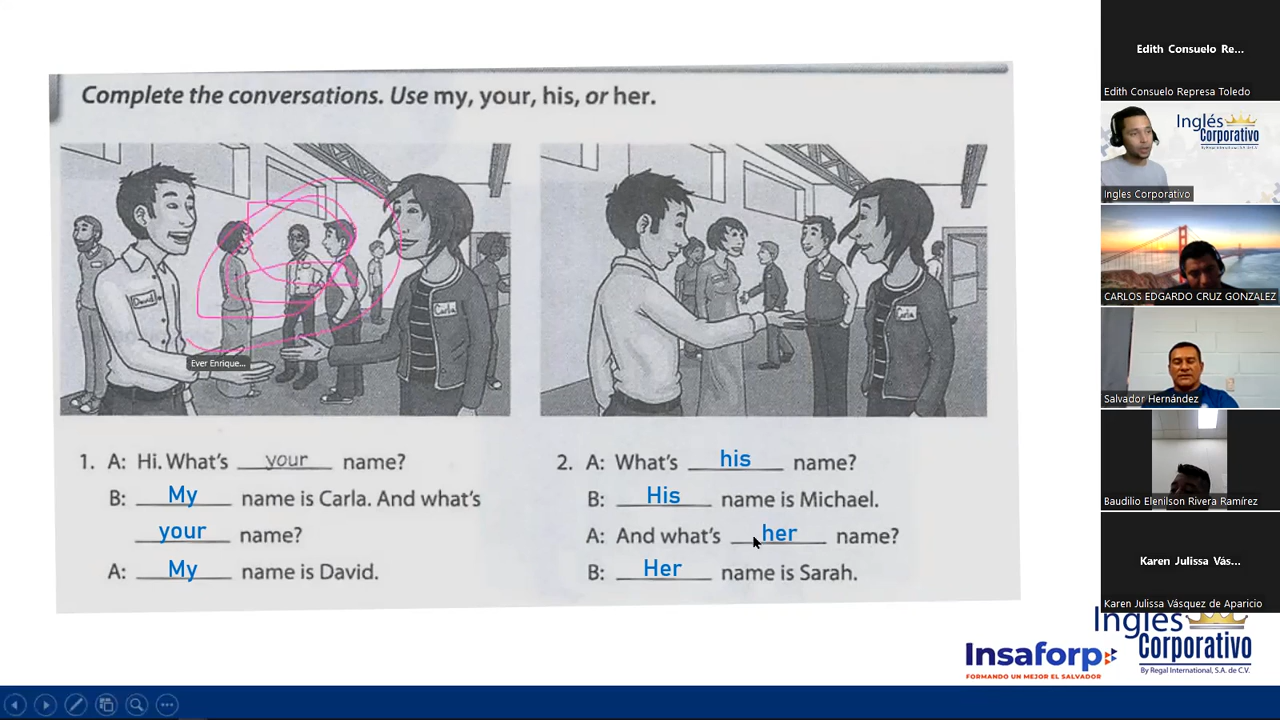 Complete the conversations. Use my, your, his, or her.
David
Carla
Ever Enrique...
Carla
1. A: Hi. What's your name?
B: My name is Carla. And what's
your name?
A: My name is David.
2. A: What's his name?
B: His name is Michael.
A: And what's her name?
B: Her name is Sarah.
Edith Consuelo Re...
Edith Consuelo Represa Toledo
Inglés
Corporativo
By Regal International, S.A. de C.V.
Ingles Corporativo
CARLOS EDGARDO CRUZ GONZALEZ
Salvador Hernández
Baudilio Elenilson Rivera Ramírez
Karen Julissa Vás...
Karen Julissa Vásquez de Aparicio
Insaforp
FORMANDO UN MEJOR EL SALVADOR
Inglés
Corporativo
By Regal International, S.A. de C.V.